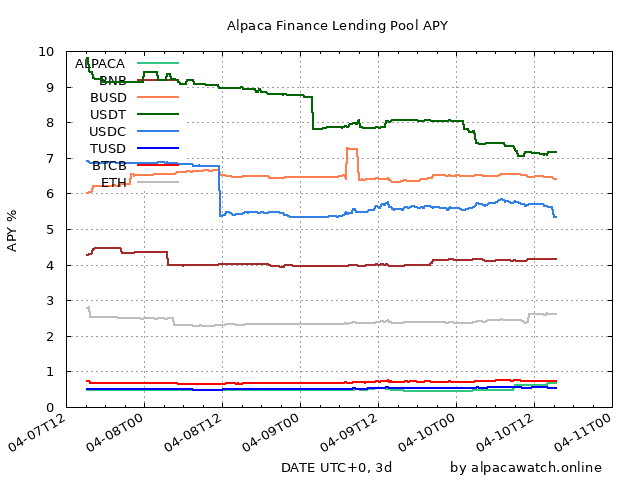 Alpaca Finance Lending Pool APY
10
9
8
7
6
5
4
3
2
1
0
APY %
ALPACA
BNB
BUSD
USDT
USDC
TUSD
BTCB
ETH
04-07T12
04-08T00
04-08T12
04-09T00
04-09T12
04-10T00
04-10T12
04-11T00
DATE UTC+0, 3d
by alpacawatch.online